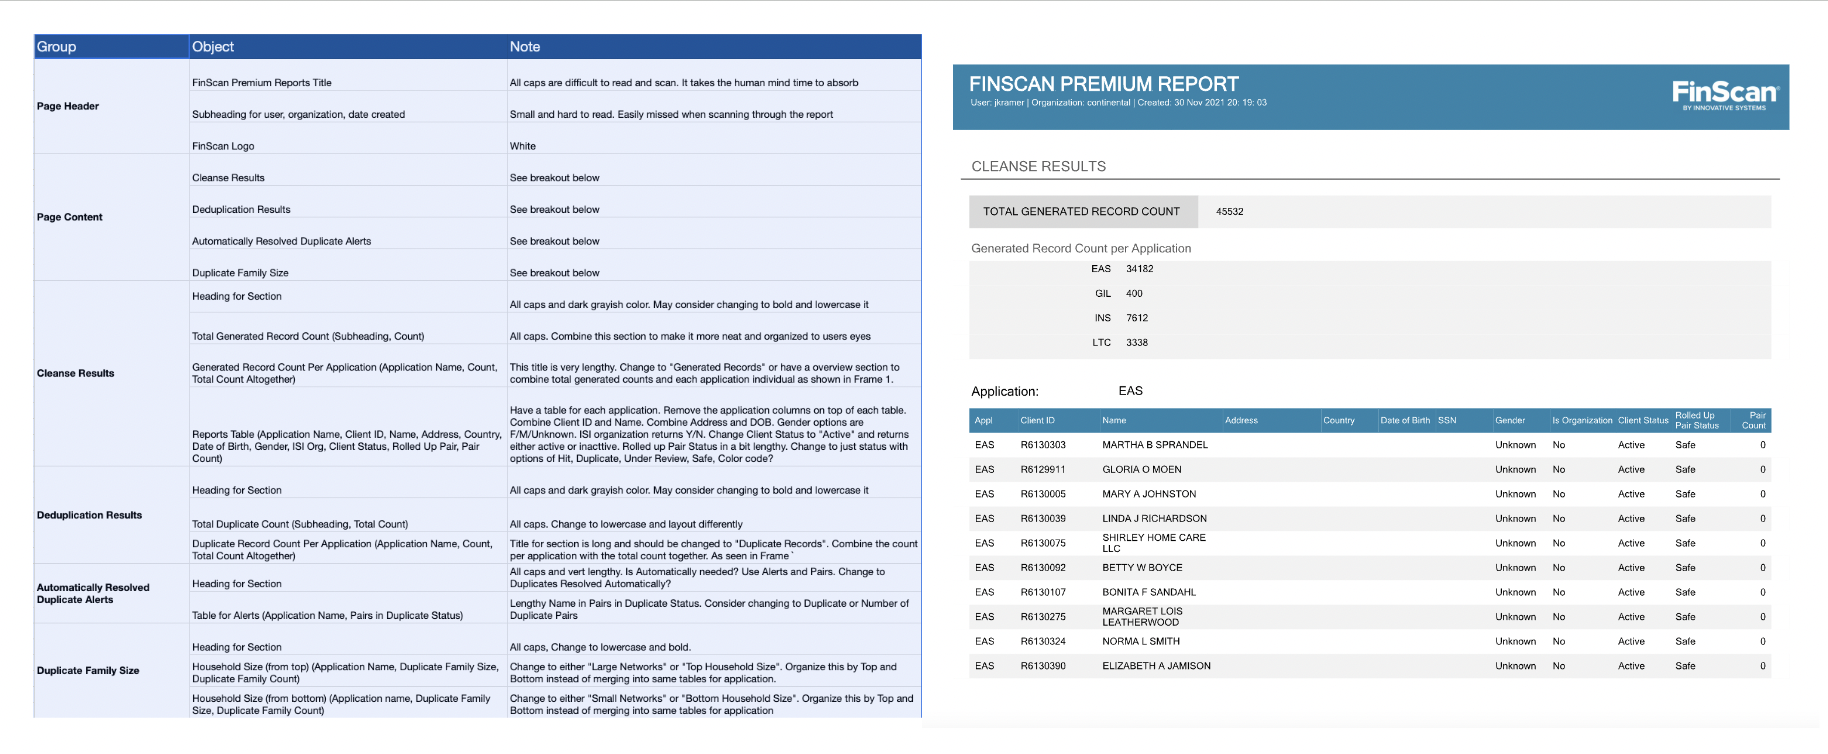 Group Object Note
Page Header
FinScan Premium Reports Title
All caps are difficult to read and scan. It takes the human mind time to absorb
Subheading for user, organization, date created
Small and hard to read. Easily missed when scanning through the report
FinScan Logo
White
Page Content
Cleanse Results
See breakout below
Deduplication Results
See breakout below
Automatically Resolved Duplicate Alerts
See breakout below
Duplicate Family Size
See breakout below
Cleanse Results
Heading for Section
All caps and dark grayish color. May consider changing to bold and lowercase it
Total Generated Record Count (Subheading, Count)
All caps. Combine this section to make it more neat and organized to users eyes
Generated Record Count Per Application (Application Name, Count,
Total Count Altogether)
This title is very lengthy. Change to "Generated Records" or have a overview section to
combine total generated counts and each application individual as shown in Frame 1.
Reports Table (Application Name, Client ID, Name, Address, Country,
Date of Birth, Gender, ISI Org, Client Status, Rolled Up Pair, Pair
Count)
Have a table for each application. Remove the application columns on top of each table.
Combine Client ID and Name. Combine Address and DOB. Gender options are
F/M/Unknown. ISI organization returns Y/N. Change Client Status to "Active" and returns
either active or inactive. Rolled up Pair Status in a bit lengthy. Change to just status with
options of Hit, Duplicate, Under Review, Safe, Color code?
Deduplication Results
Heading for Section
All caps and dark grayish color. May consider changing to bold and lowercase it
Total Duplicate Count (Subheading, Total Count)
All caps. Change to lowercase and layout differently
Duplicate Record Count Per Application (Application Name, Count,
Total Count Altogether)
Title for section is long and should be changed to "Duplicate Records". Combine the count
per application with the total count together. As seen in Frame `
Automatically Resolved
Duplicate Alerts
Heading for Section
All caps and vert lengthy. Is Automatically needed? Use Alerts and Pairs. Change to
Duplicates Resolved Automatically?
Table for Alerts (Application Name, Pairs in Duplicate Status)
Lengthy Name in Pairs in Duplicate Status. Consider changing to Duplicate or Number of
Duplicate Pairs
Duplicate Family Size
Heading for Section
All caps, Change to lowercase and bold.
Household Size (from top) (Application Name, Duplicate Family Size,
Duplicate Family Count)
Change to either "Large Networks" or "Top Household Size". Organize this by Top and
Bottom instead of merging into same tables for application.
Household Size (from bottom) (Application name, Duplicate Family
Size, Duplicate Family Count)
Change to either "Small Networks" or "Bottom Household Size". Organize this by Top and
Bottom instead of merging into same tables for application
FINSCAN PREMIUM REPORT
User: jkramer | Organization: continental | Created: 30 Nov 2021 20: 19: 03
FinScan®
BY INNOVATIVE SYSTEMS
CLEANSE RESULTS
TOTAL GENERATED RECORD COUNT 45532
Generated Record Count per Application
EAS 34182
GIL 400
INS 7612
LTC 3338
Application: EAS
Appl Client ID Name Address Country Date of Birth SSN Gender Is Organization Client Status Rolled Up Pair Status Pair Count
EAS R6130303 MARTHA B SPRANDEL Unknown No Active Safe 0
EAS R6129911 GLORIA O MOEN Unknown No Active Safe 0
EAS R6130005 MARY A JOHNSTON Unknown No Active Safe 0
EAS R6130039 LINDA J RICHARDSON Unknown No Active Safe 0
EAS R6130075 SHIRLEY HOME CARE LLC Unknown No Active Safe 0
EAS R6130092 BETTY W BOYCE Unknown No Active Safe 0
EAS R6130107 BONITA F SANDAHL Unknown No Active Safe 0
EAS R6130275 MARGARET LOIS LEATHERWOOD Unknown No Active Safe 0
EAS R6130324 NORMA L SMITH Unknown No Active Safe 0
EAS R6130390 ELIZABETH A JAMISON Unknown No Active Safe 0